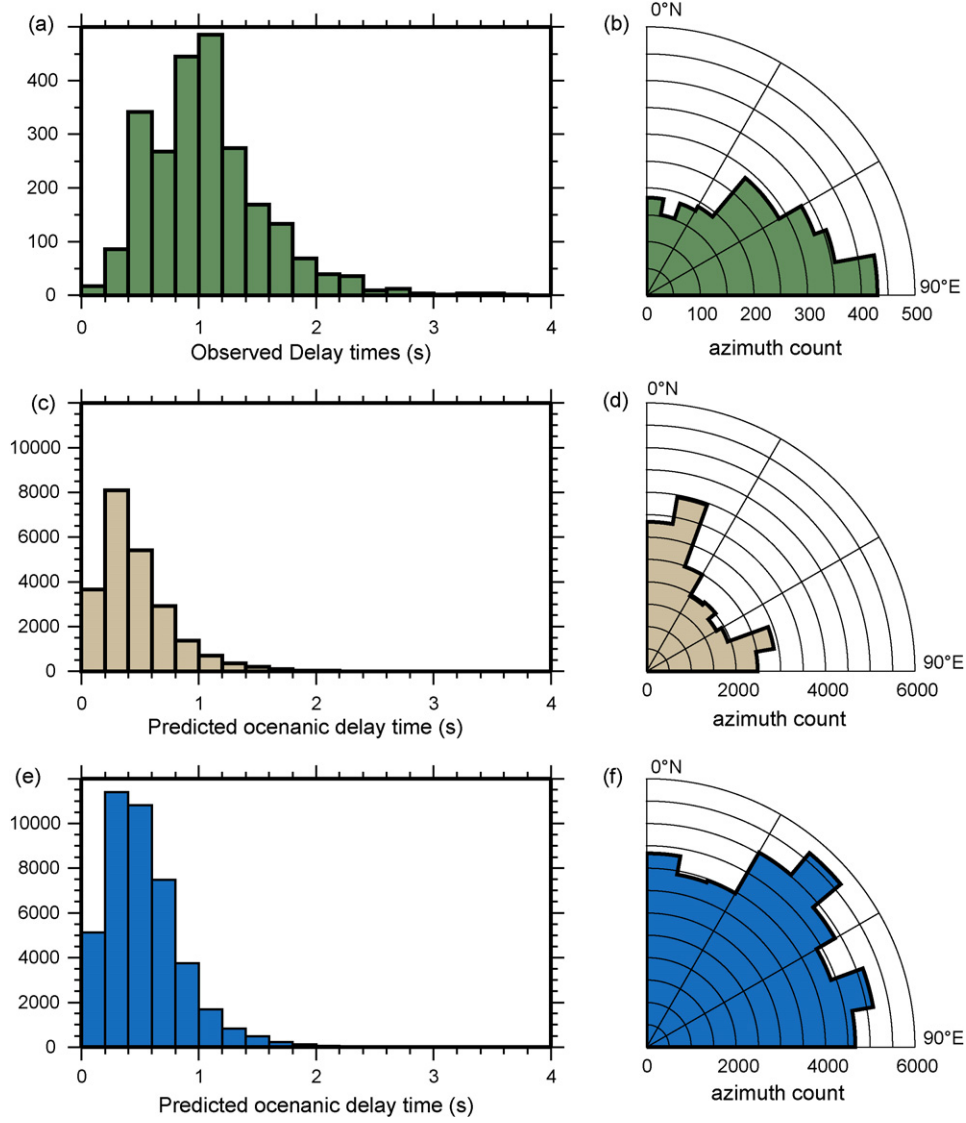 (a)
400
300
200
100
0
0 1 2 3 4
Observed Delay times (s)
(b)
0°N
90°E
0 100 200 300 400 500
azimuth count
(c)
10000
8000
6000
4000
2000
0
0 1 2 3 4
Predicted ocenanic delay time (s)
(d)
0°N
90°E
0 2000 4000 6000
azimuth count
(e)
10000
8000
6000
4000
2000
0
0 1 2 3 4
Predicted ocenanic delay time (s)
(f)
0°N
90°E
0 2000 4000 6000
azimuth count